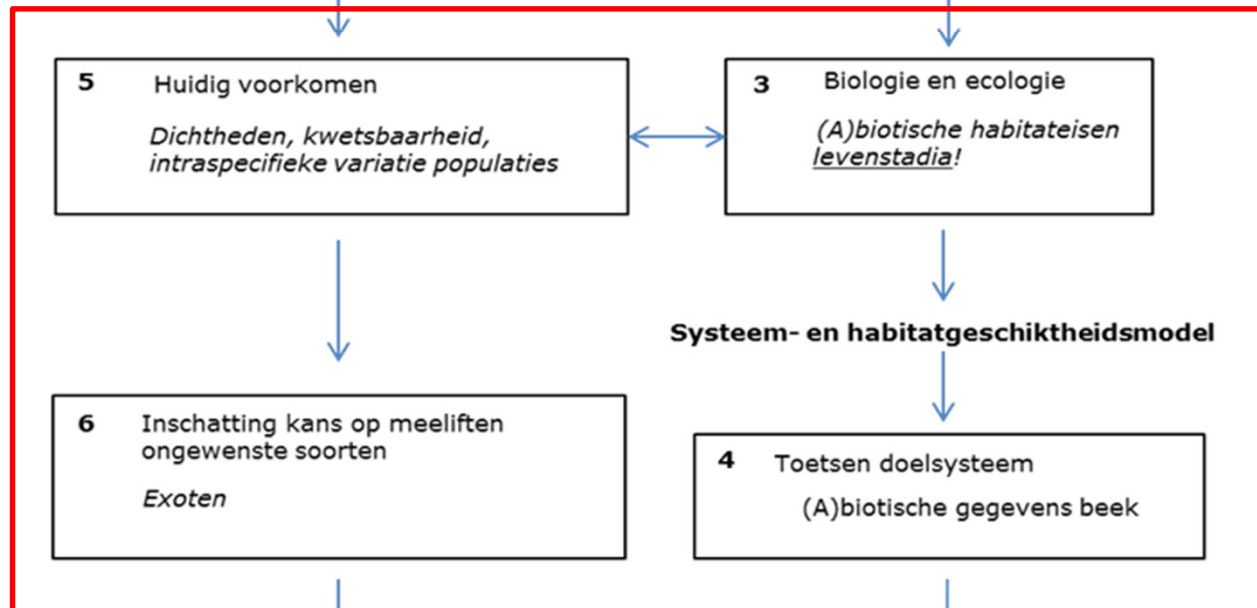 5 Huidig voorkomen
Dichtheden, kwetsbaarheid,
intraspecifieke variatie populaties
3 Biologie en ecologie
(A)biotische habitateisen
levenstadia!
Systeem- en habitatgeschiktheidsmodel
6 Inschatting kans op meeliften
ongewenste soorten
Exoten
4 Toetsen doelsysteem
(A)biotische gegevens beek